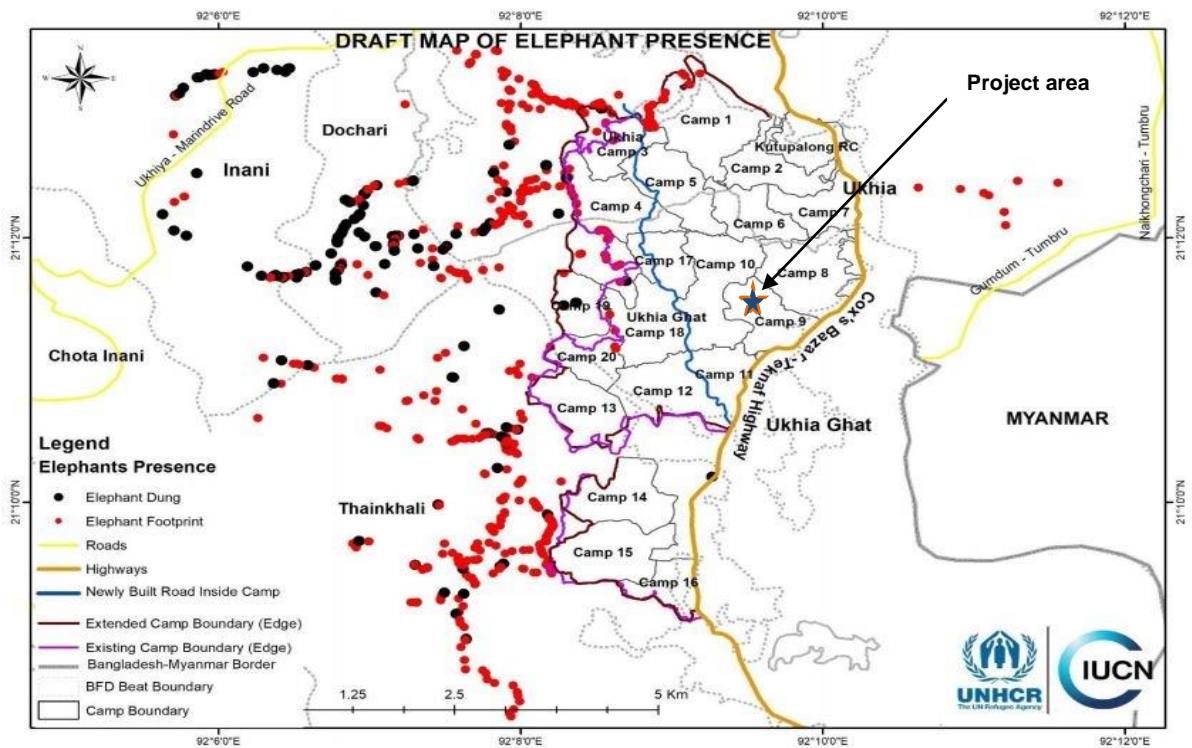 92°6'0"E
92°8'0"E
92°10'0"E
92°12'0"E
DRAFT MAP OF ELEPHANT PRESENCE
Project area
N
W
E
S
Ukhiya - Marindrive Road
Dochari
Inani
Camp 1
Ukhia
Camp 3
Kutupalong RC
Camp 2
Camp 5
Ukhia
Camp 4
Camp 7
Camp 6
Naikhongchari - Tumbru
21°12'0"N
21°12'0"N
Camp 17
Camp 10
Camp 8
Gumdum - Tumbru
Camp 19
Ukhia Ghat
Camp 18
Camp 9
Cox's Bazar-Teknaf Highway
Chota Inani
Camp 20
Camp 11
Camp 12
Camp 13
Ukhia Ghat
MYANMAR
Thainkhali
Camp 14
Camp 15
Camp 16
21°10'0"N
21°10'0"N
Legend
Elephants Presence
Elephant Dung
Elephant Footprint
Roads
Highways
Newly Built Road Inside Camp
Extended Camp Boundary (Edge)
Existing Camp Boundary (Edge)
Bangladesh-Myanmar Border
BFD Beat Boundary
Camp Boundary
1.25
2.5
5 Km
UNHCR
The UN Refugee Agency
IUCN
92°6'0"E
92°8'0"E
92°10'0"E
92°12'0"E